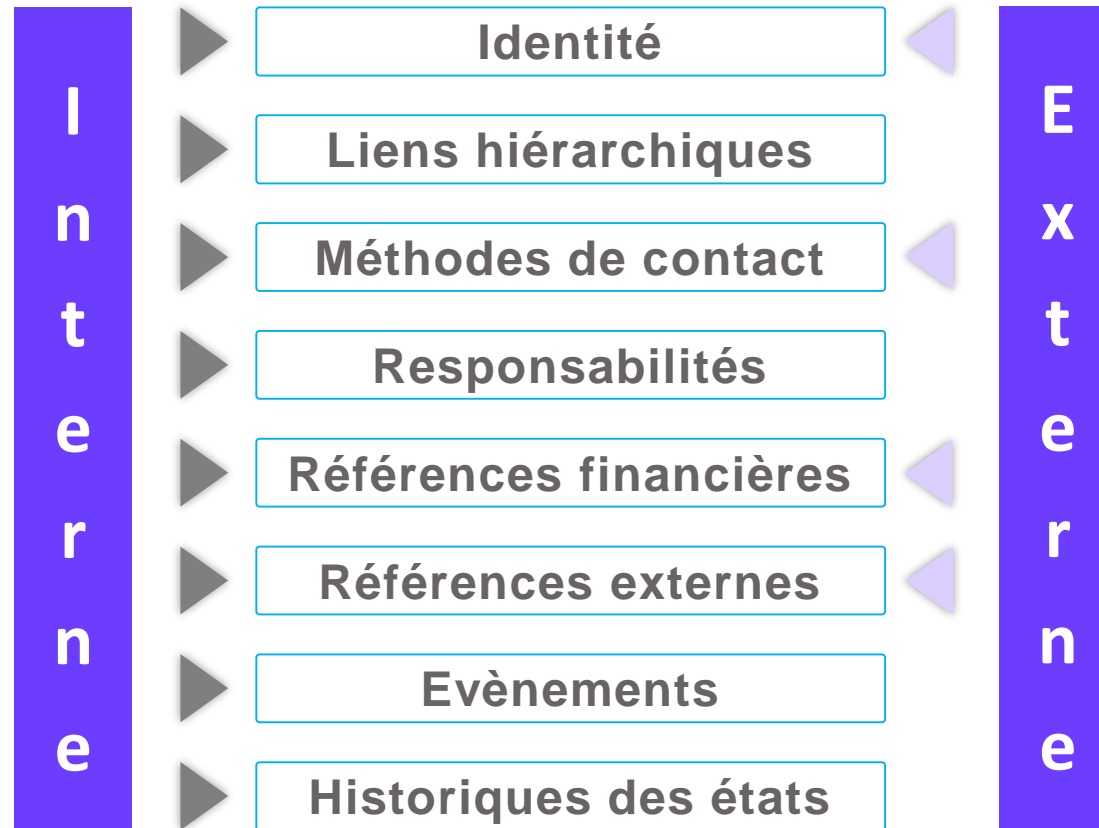 Interne
Identité
Liens hiérarchiques
Méthodes de contact
Responsabilités
Références financières
Références externes
Evènements
Historiques des états
Externe